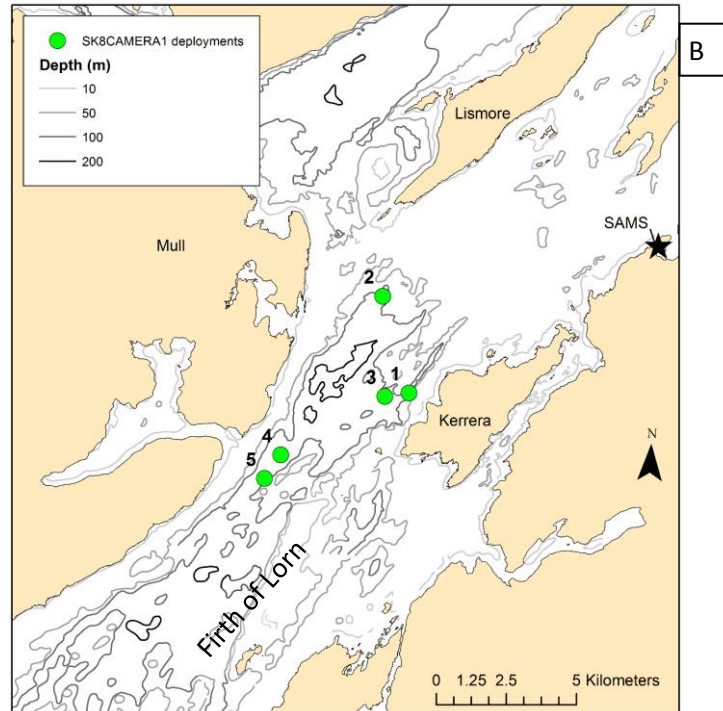 B
SK8CAMERA1 deployments
Depth (m)
10
50
100
200
Lismore
SAMS
Mull
2
3 1
Kerrera
N
4
5
Firth of Lorn
0 1.25 2.5 5 Kilometers